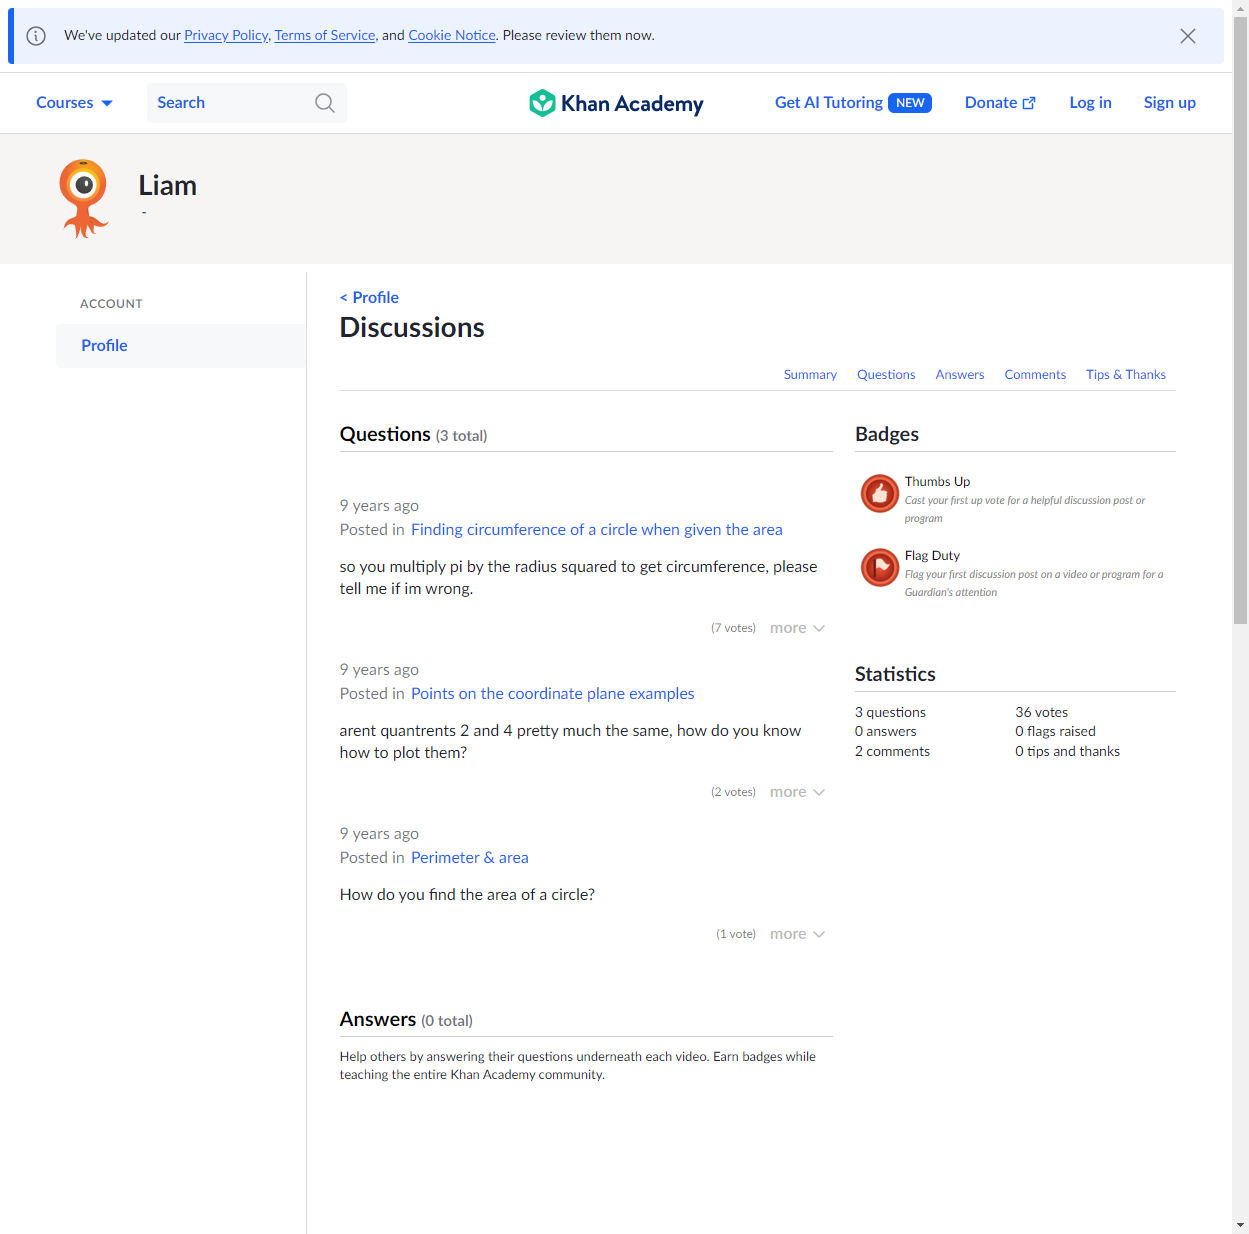 We've updated our Privacy Policy, Terms of Service, and Cookie Notice. Please review them now.
Courses
Search
Khan Academy
Get AI Tutoring NEW
Donate
Log in
Sign up
Liam
-
ACCOUNT
Profile
< Profile
Discussions
Summary
Questions
Answers
Comments
Tips & Thanks
Questions (3 total)
9 years ago
Posted in Finding circumference of a circle when given the area
so you multiply pi by the radius squared to get circumference, please
tell me if im wrong.
(7 votes)
more
9 years ago
Posted in Points on the coordinate plane examples
arent quantrents 2 and 4 pretty much the same, how do you know
how to plot them?
(2 votes)
more
9 years ago
Posted in Perimeter & area
How do you find the area of a circle?
(1 vote)
more
Answers (0 total)
Help others by answering their questions underneath each video. Earn badges while
teaching the entire Khan Academy community.
Badges
Thumbs Up
Cast your first up vote for a helpful discussion post or
program
Flag Duty
Flag your first discussion post on a video or program for a
Guardian's attention
Statistics
3 questions
36 votes
0 answers
0 flags raised
2 comments
0 tips and thanks